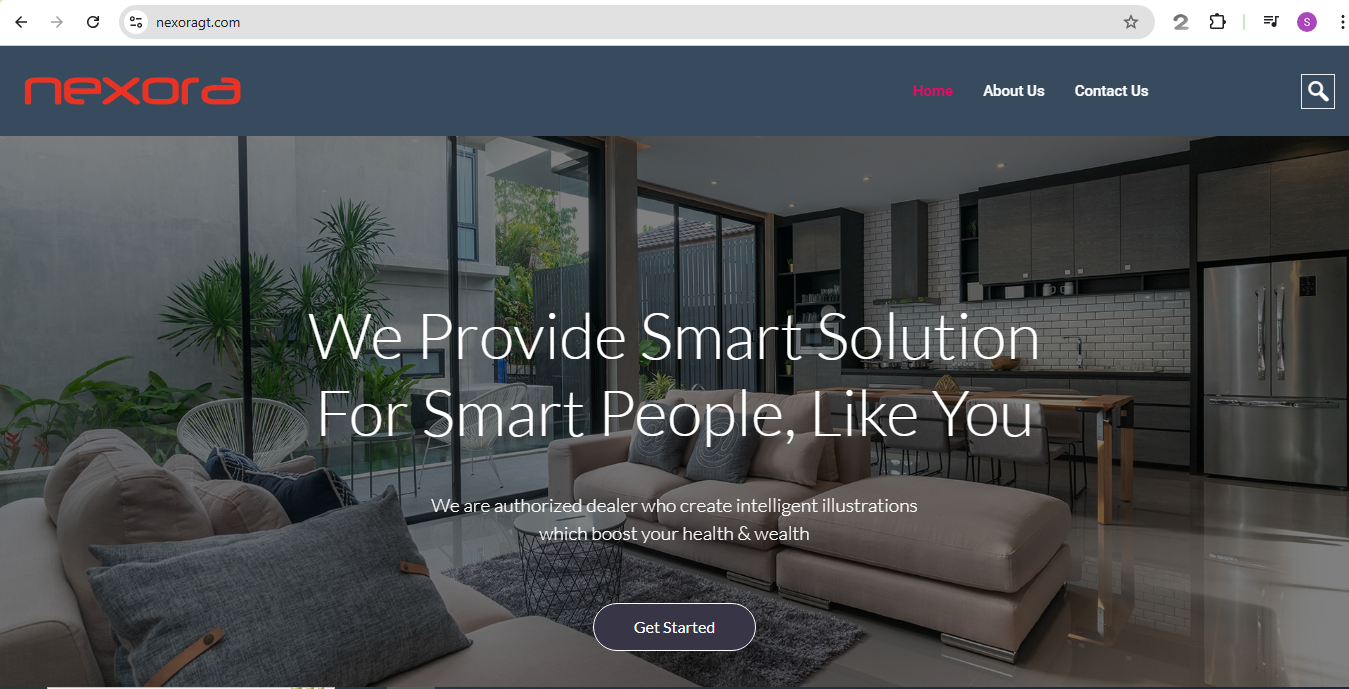 nexoragt.com
S
nexora
Home About Us Contact Us
We Provide Smart Solution
For Smart People, Like You
We are authorized dealer who create intelligent illustrations
which boost your health & wealth
Get Started